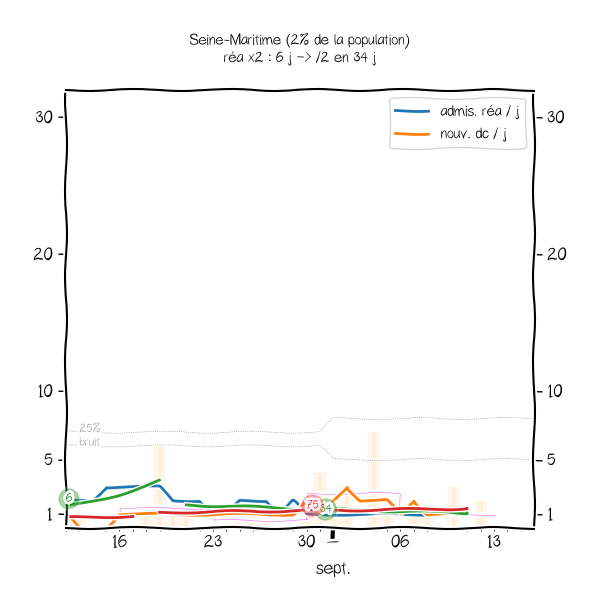 Seine-Maritime (2% de la population)
réa x2 : 6 j -> /2 en 34 j
admis. réa / j
nouv. dc / j
30 30
20 20
10 10
25%
bruit
5 5
6
75 34
1 1
16 23 30 06 13
sept.